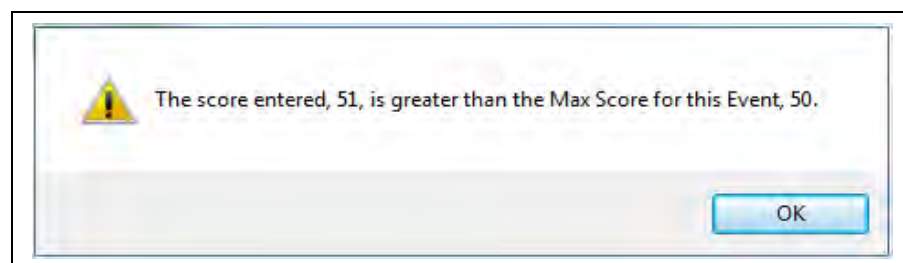 The score entered, 51, is greater than the Max Score for this Event, 50.
OK